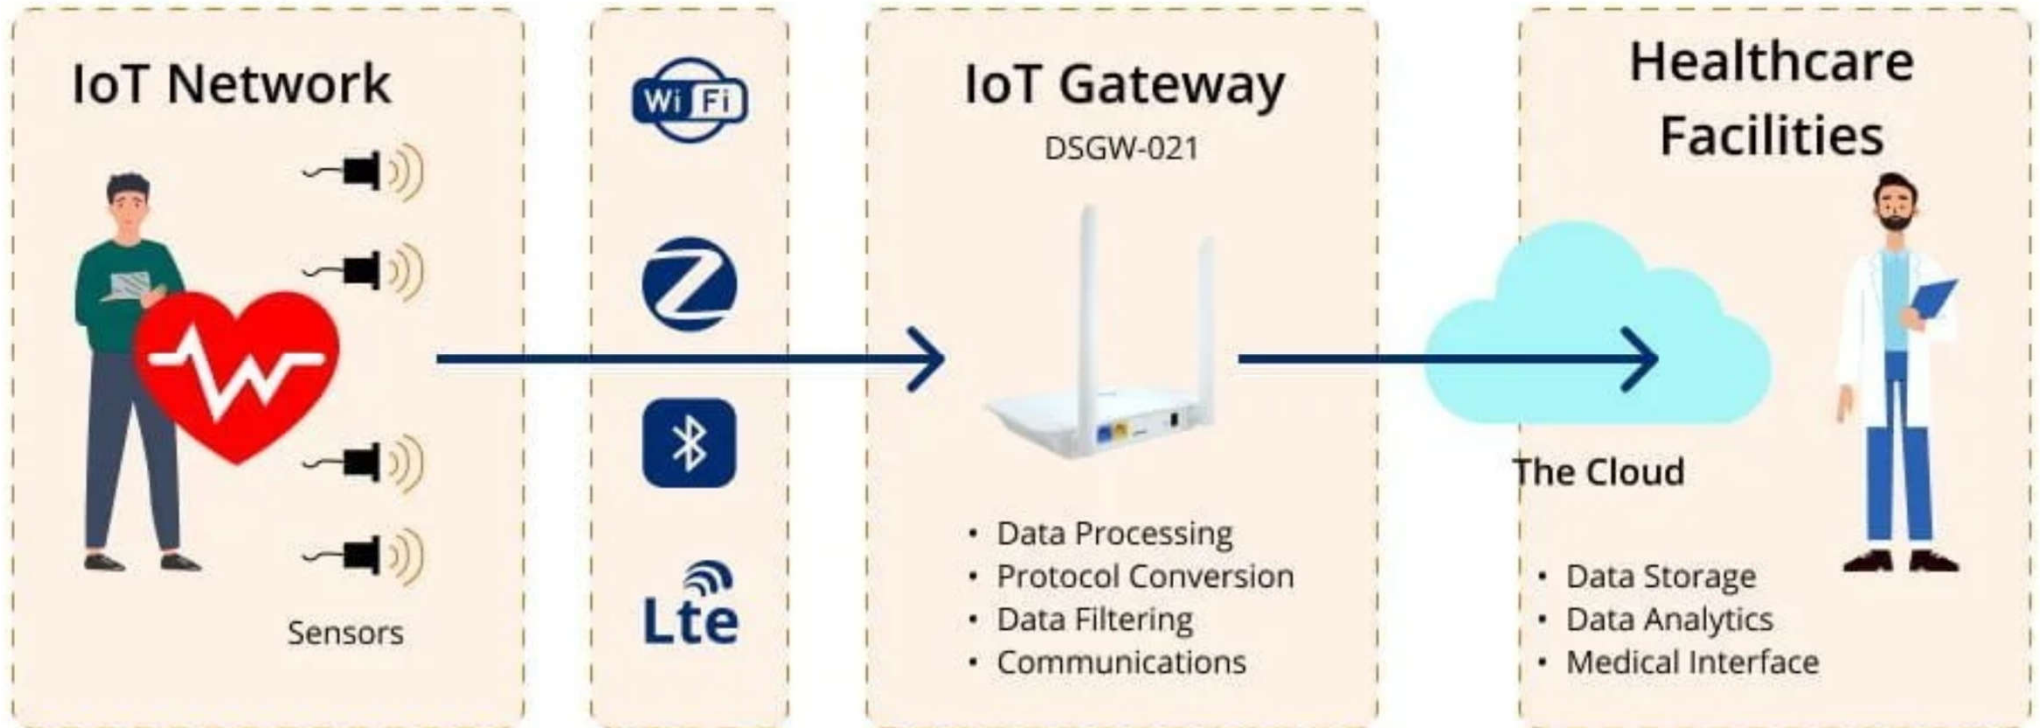 IoT Network
Sensors
Wi Fi
Z
Lte
IoT Gateway
DSGW-021
• Data Processing
• Protocol Conversion
• Data Filtering
• Communications
Healthcare
Facilities
The Cloud
• Data Storage
• Data Analytics
• Medical Interface